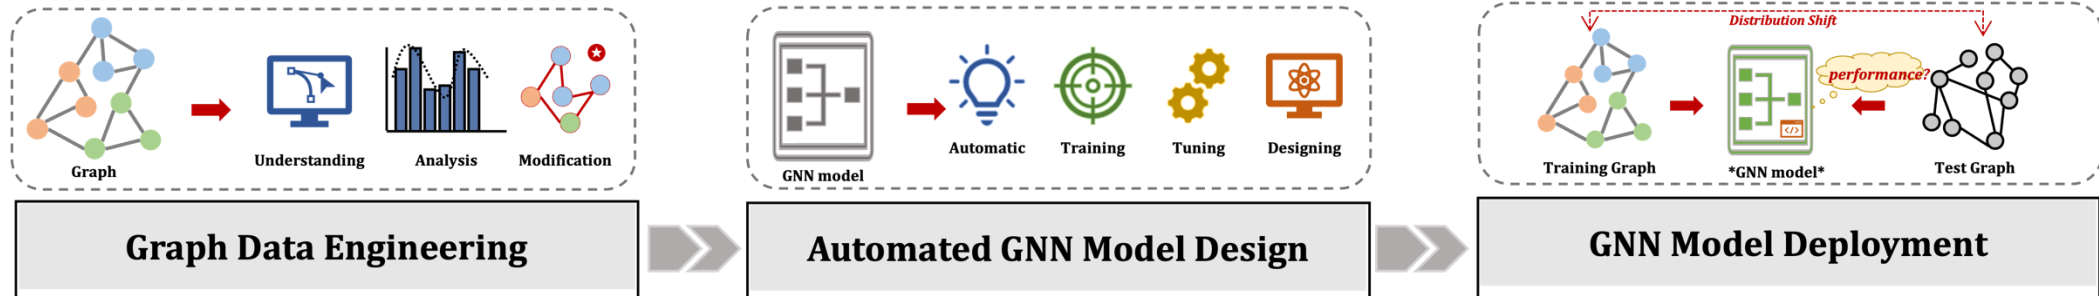 Graph
Understanding
Analysis
Modification
Graph Data Engineering
GNN model
Automatic
Training
Tuning
Designing
Automated GNN Model Design
Distribution Shift
performance?
</>
Training Graph
*GNN model*
Test Graph
GNN Model Deployment